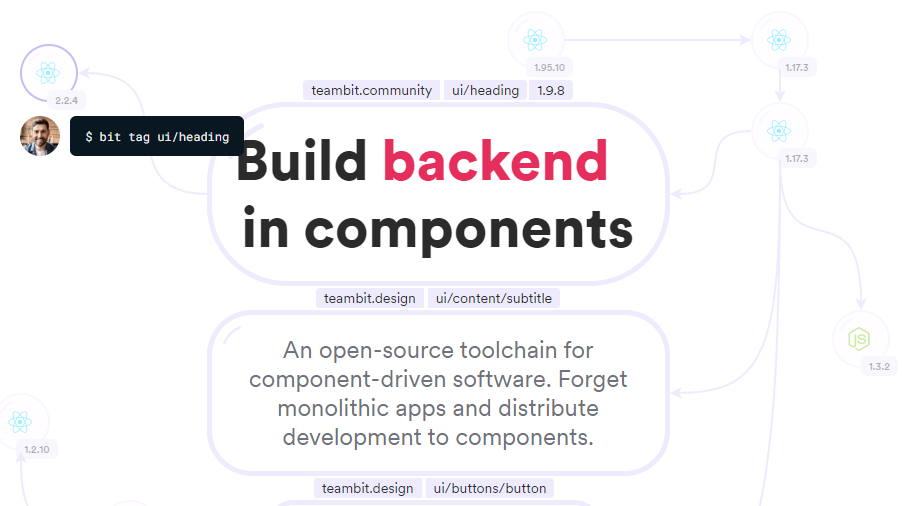 1.95.10
1.17.3
2.2.4
teambit.community ui/heading 1.9.8
$ bit tag ui/heading
Build backend
in components
1.17.3
teambit.design ui/content/subtitle
An open-source toolchain for
component-driven software. Forget
monolithic apps and distribute
development to components.
JS
1.3.2
1.2.10
teambit.design ui/buttons/button